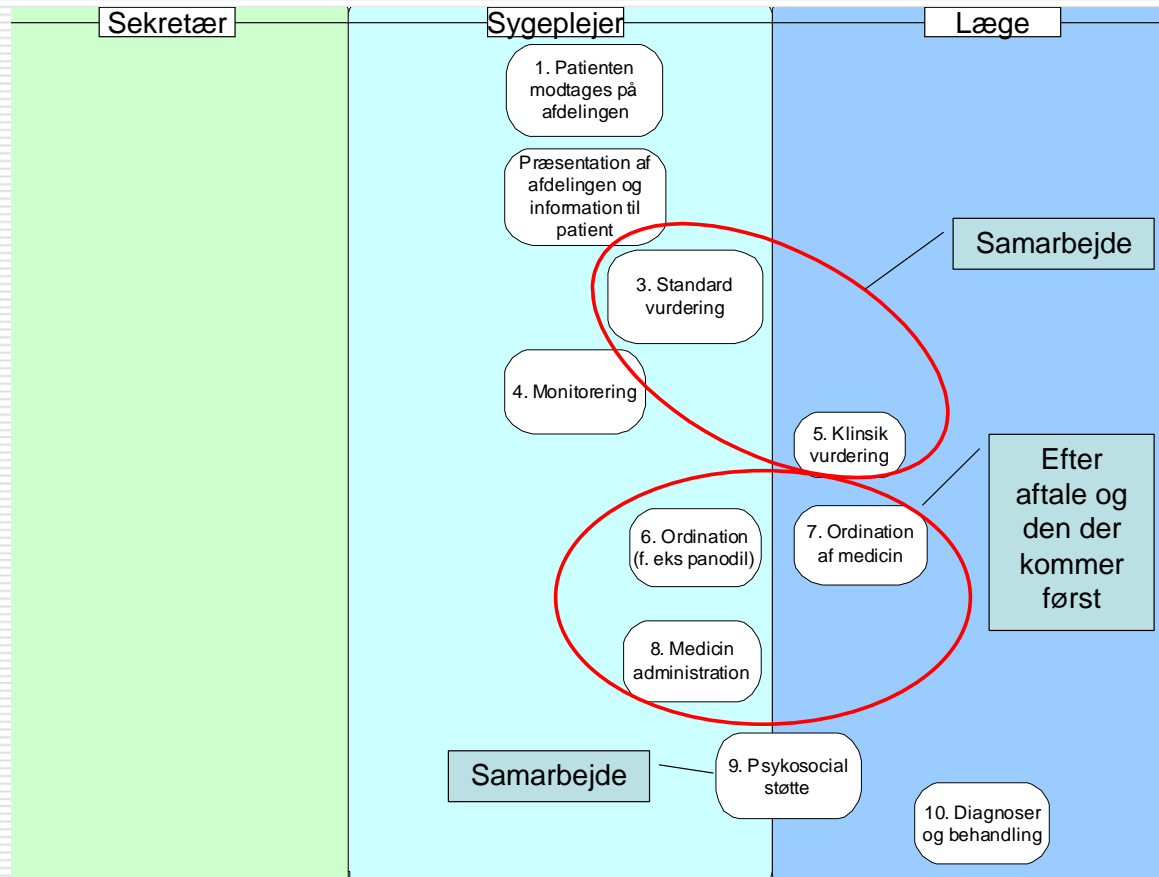 Sekretær
Sygeplejer
Læge
1. Patienten
modtages på
afdelingen
Præsentation af
afdelingen og
information til
patient
Samarbejde
3. Standard
vurdering
4. Monitorering
5. Klinsik
vurdering
Efter
aftale og
den der
kommer
først
6. Ordination
(f. eks panodil)
7. Ordination
af medicin
8. Medicin
administration
Samarbejde
9. Psykosocial
støtte
10. Diagnoser
og behandling